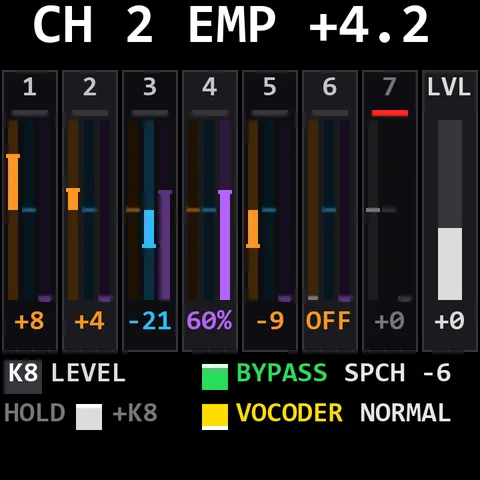 CH 2 EMP +4.2
1 2 3 4 5 6 7 LVL
+8 +4 -21 60% -9 OFF +0 +0
K8 LEVEL BYPASS SPCH -6
HOLD +K8 VOCODER NORMAL